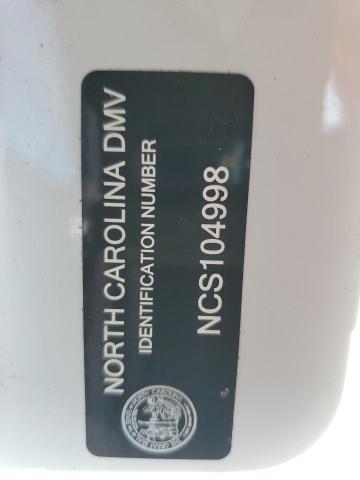 NORTH CAROLINA DMV
IDENTIFICATION NUMBER
NCS104998